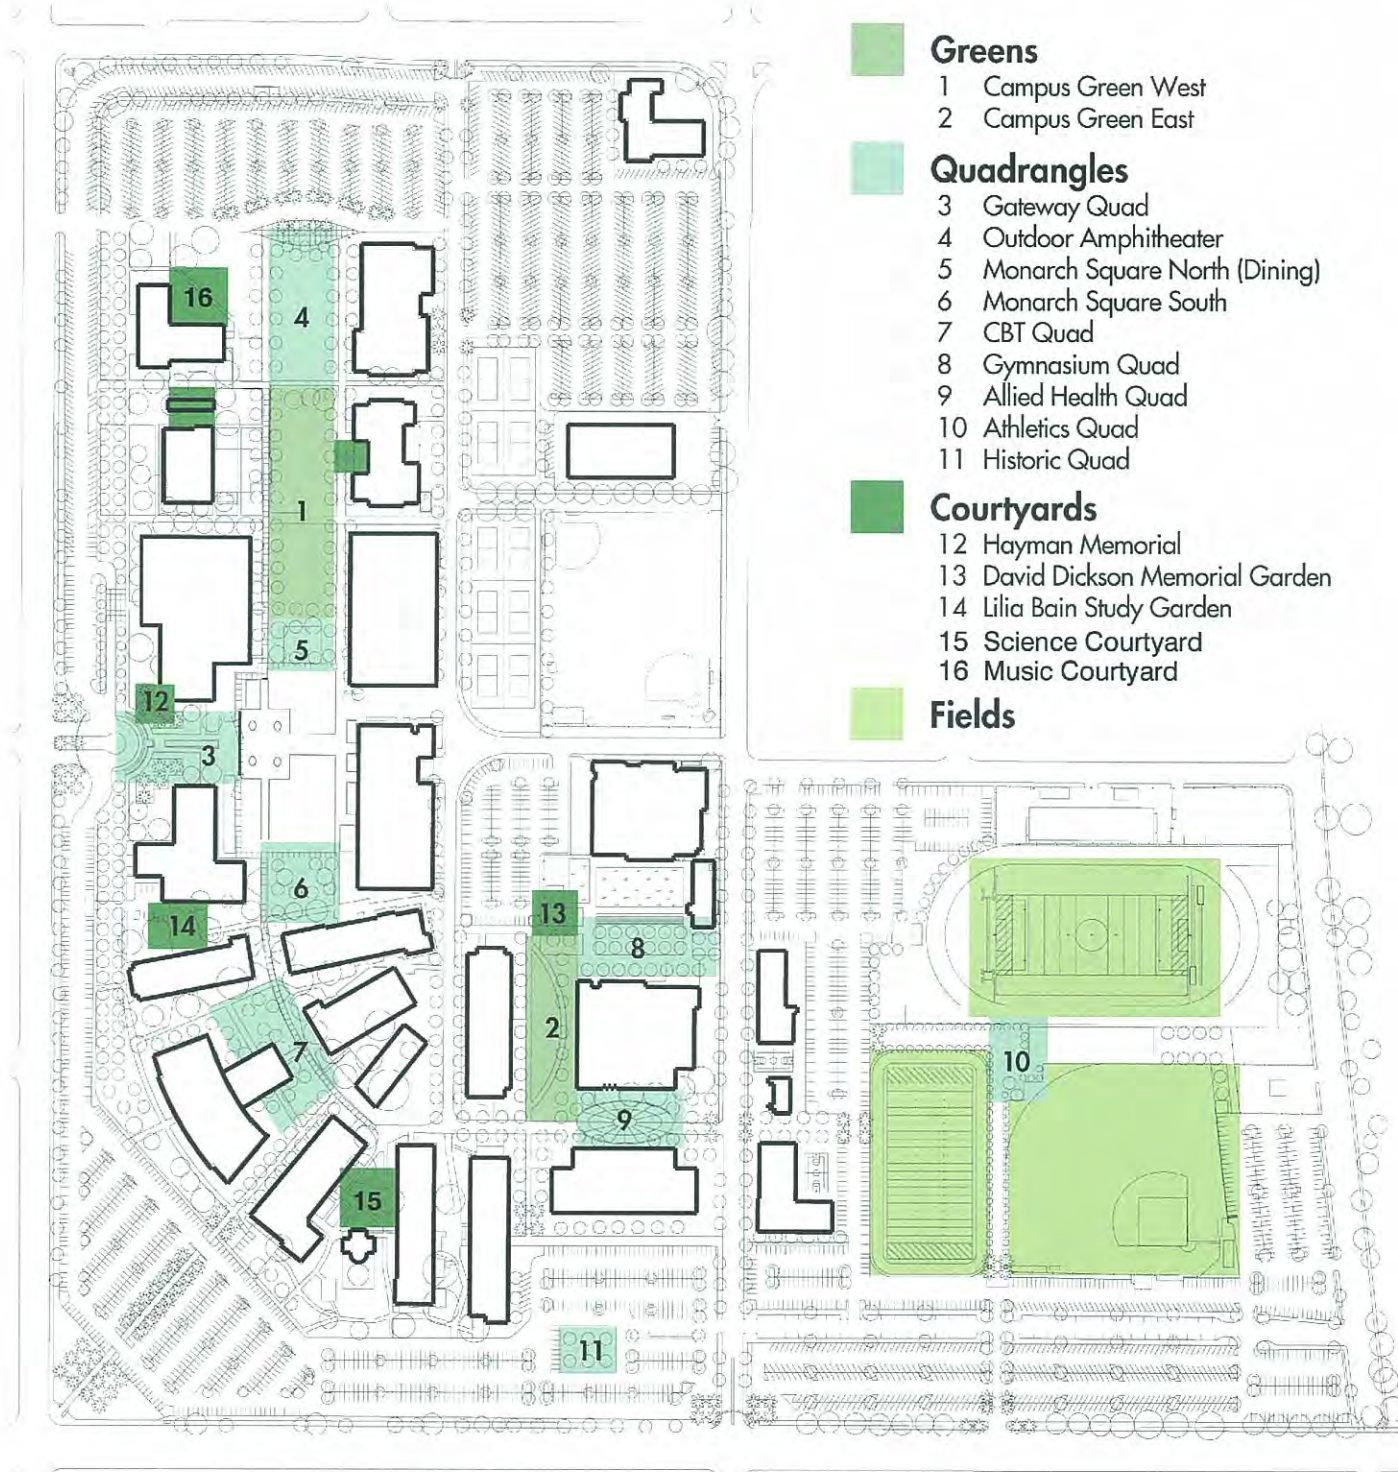 Greens
1 Campus Green West
2 Campus Green East
Quadrangles
3 Gateway Quad
4 Outdoor Amphitheater
5 Monarch Square North (Dining)
6 Monarch Square South
7 CBT Quad
8 Gymnasium Quad
9 Allied Health Quad
10 Athletics Quad
11 Historic Quad
Courtyards
12 Hayman Memorial
13 David Dickson Memorial Garden
14 Lilia Bain Study Garden
15 Science Courtyard
16 Music Courtyard
Fields
16
4
1
5
12
3
6
14
13
8
7
2
10
9
15
11